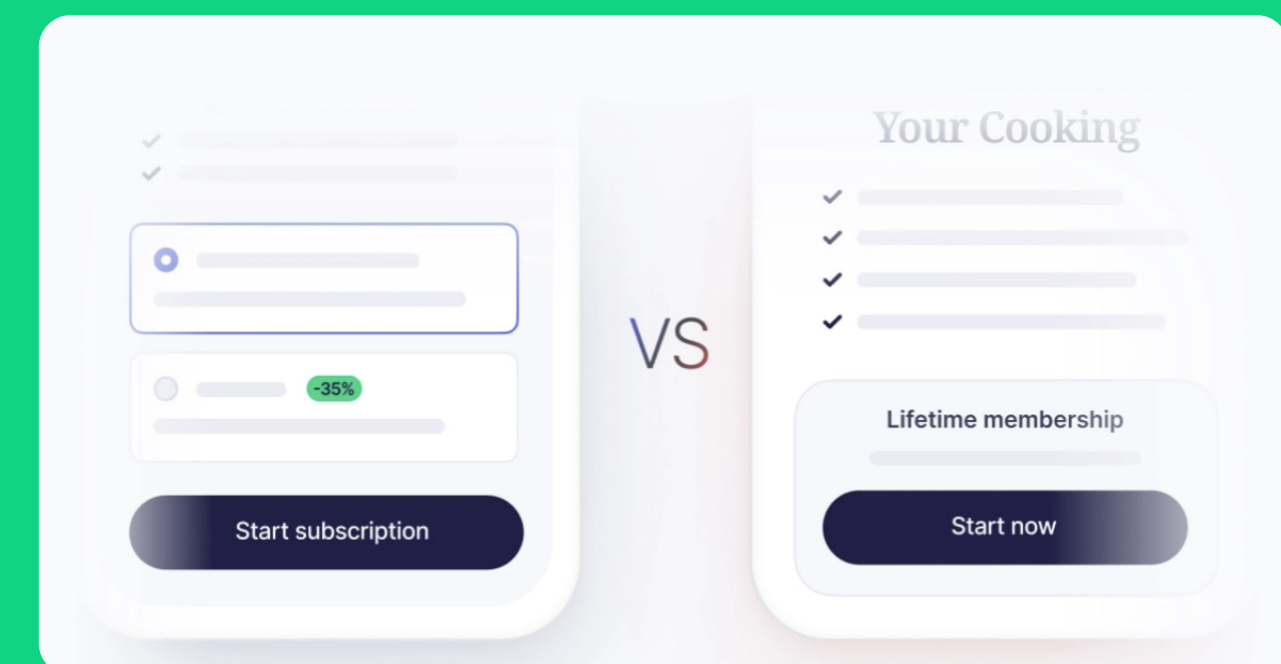 -35%
Start subscription
VS
Your Cooking
Lifetime membership
Start now